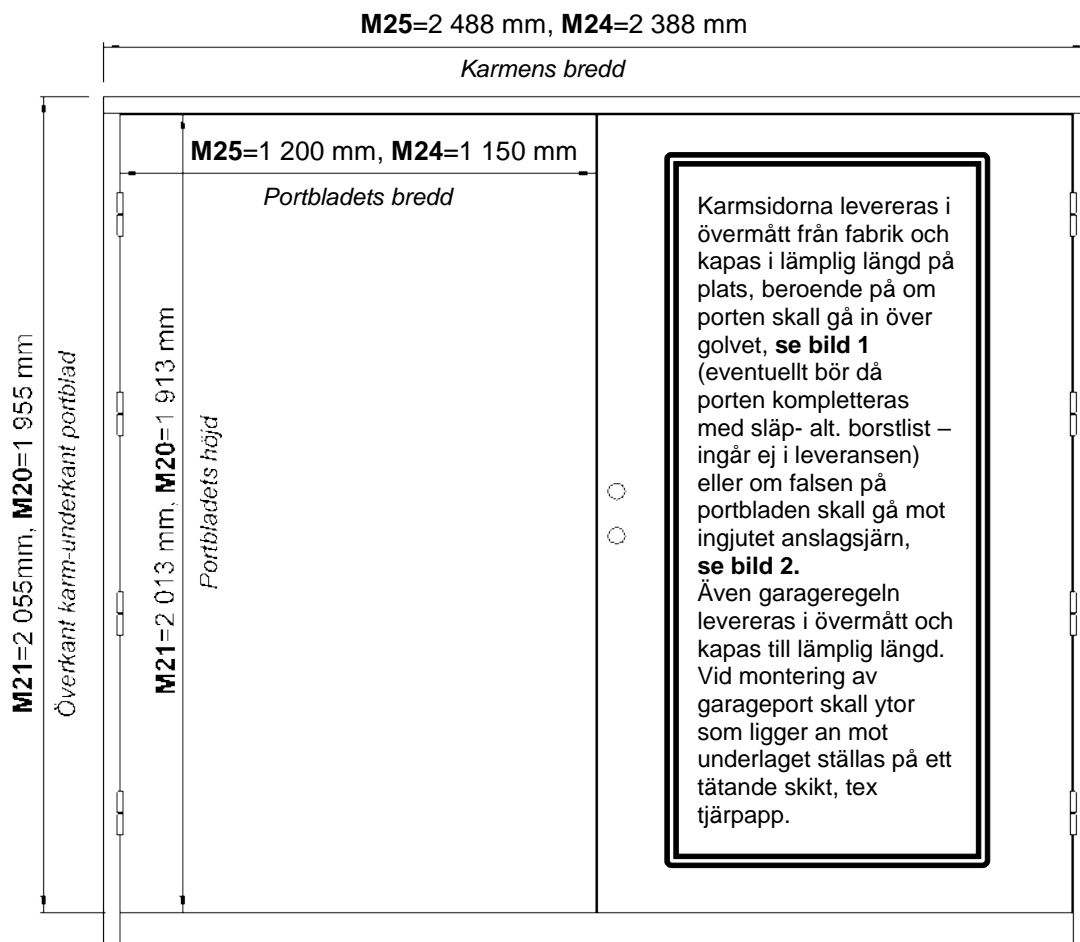 M25=2 488 mm, M24=2 388 mm
Karmens bredd
M25=1 200 mm, M24=1 150 mm
Portbladets bredd
M21=2 055mm, M20=1 955 mm
Överkant karm-underkant portblad
M21=2 013 mm, M20=1 913 mm
Portbladets höjd
Karmsidorna levereras i
övermått från fabrik och
kapas i lämplig längd på
plats, beroende på om
porten skall gå in över
golvet, se bild 1
(eventuellt bör då
porten kompletteras
med släp- alt. borstlist –
ingår ej i leveransen)
eller om falsen på
portbladen skall gå mot
ingjutet anslagsjärn,
se bild 2.
Även garageregeln
levereras i övermått och
kapas till lämplig längd.
Vid montering av
garageport skall ytor
som ligger an mot
underlaget ställas på ett
tätande skikt, tex
tjärpapp.